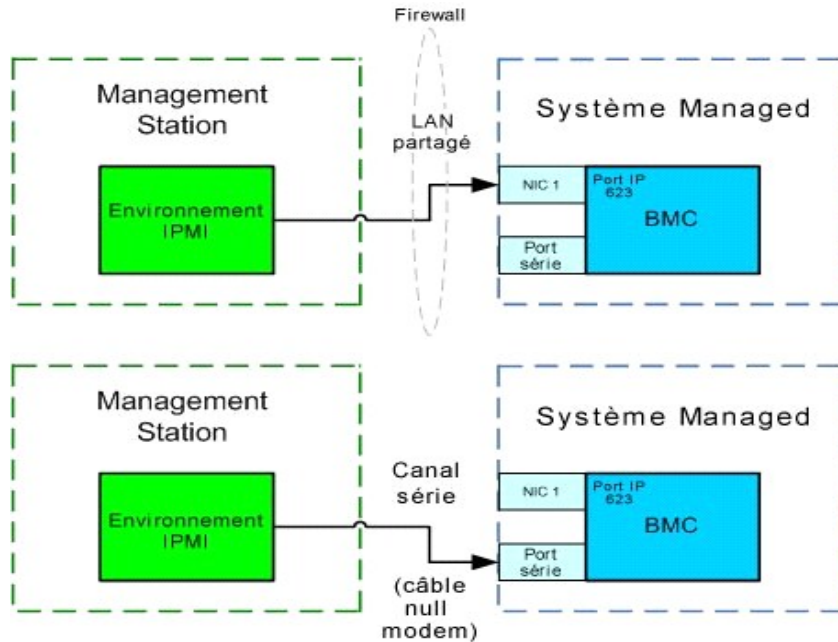 Firewall
Management
Station
LAN
partagé
Système Managed
Environnement
IPMI
NIC 1
Port
série
Port IP
623
BMC
Management
Station
Canal
série
(câble
null
modem)
Système Managed
Environnement
IPMI
NIC 1
Port
série
Port IP
623
BMC